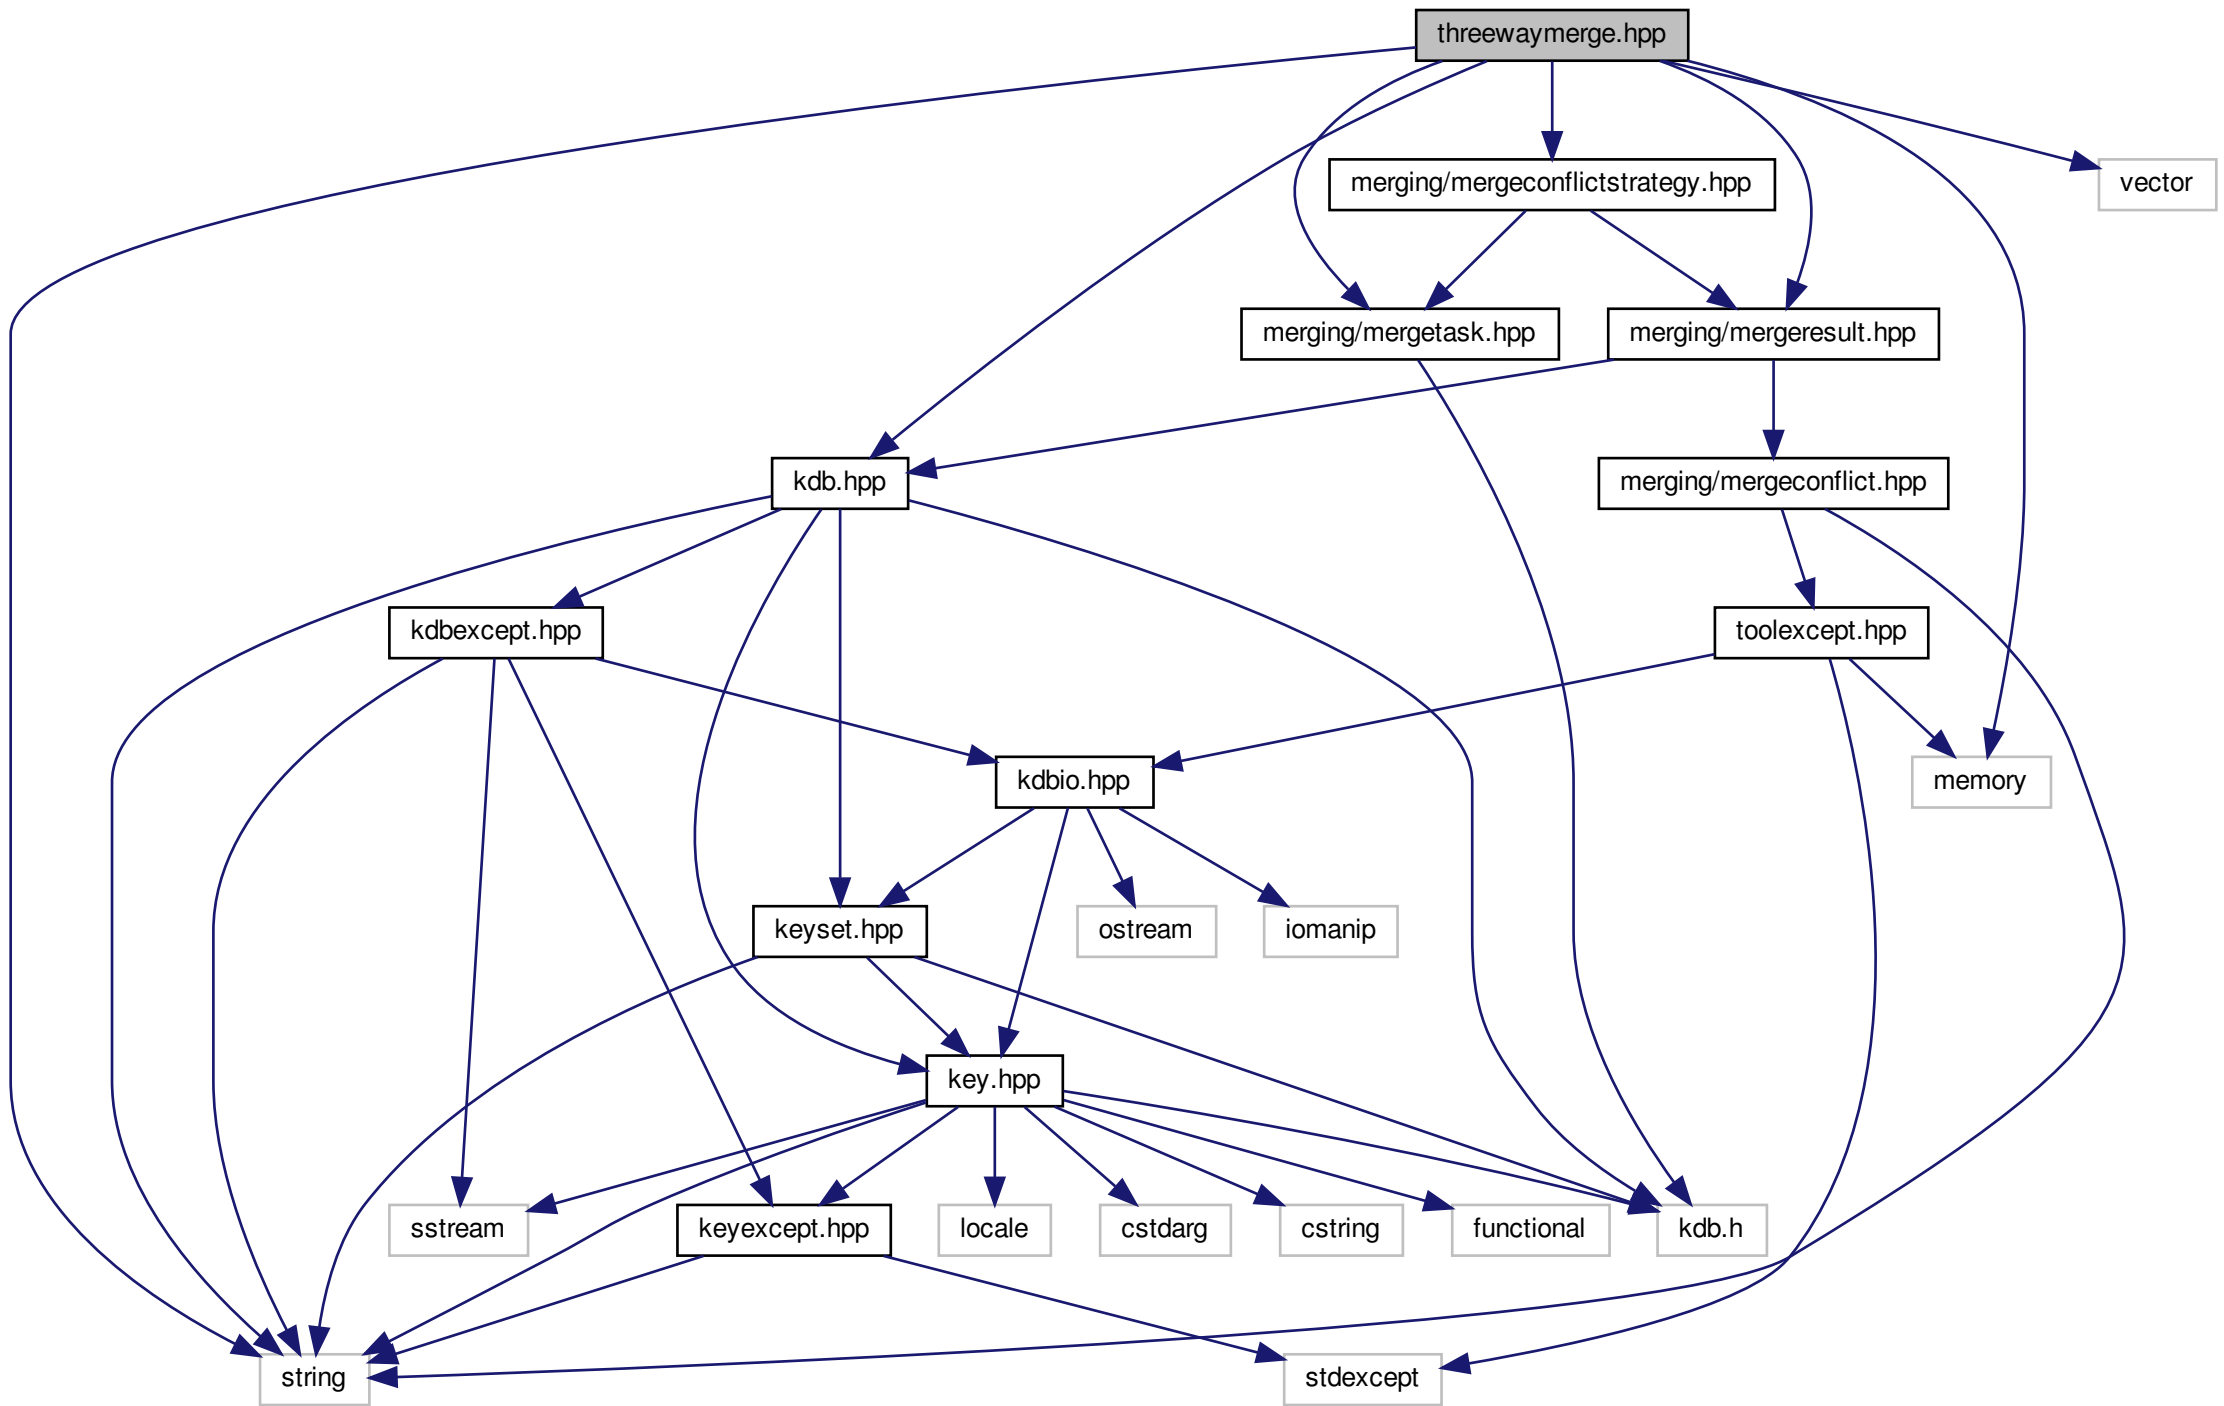 threewaymerge.hpp
merging/mergeconflictstrategy.hpp
vector
merging/mergetask.hpp
merging/mergeresult.hpp
kdb.hpp
merging/mergeconflict.hpp
kdbexcept.hpp
toolexcept.hpp
kdbio.hpp
memory
keyset.hpp
ostream
iomanip
key.hpp
sstream
keyexcept.hpp
locale
cstdarg
cstring
functional
kdb.h
string
stdexcept